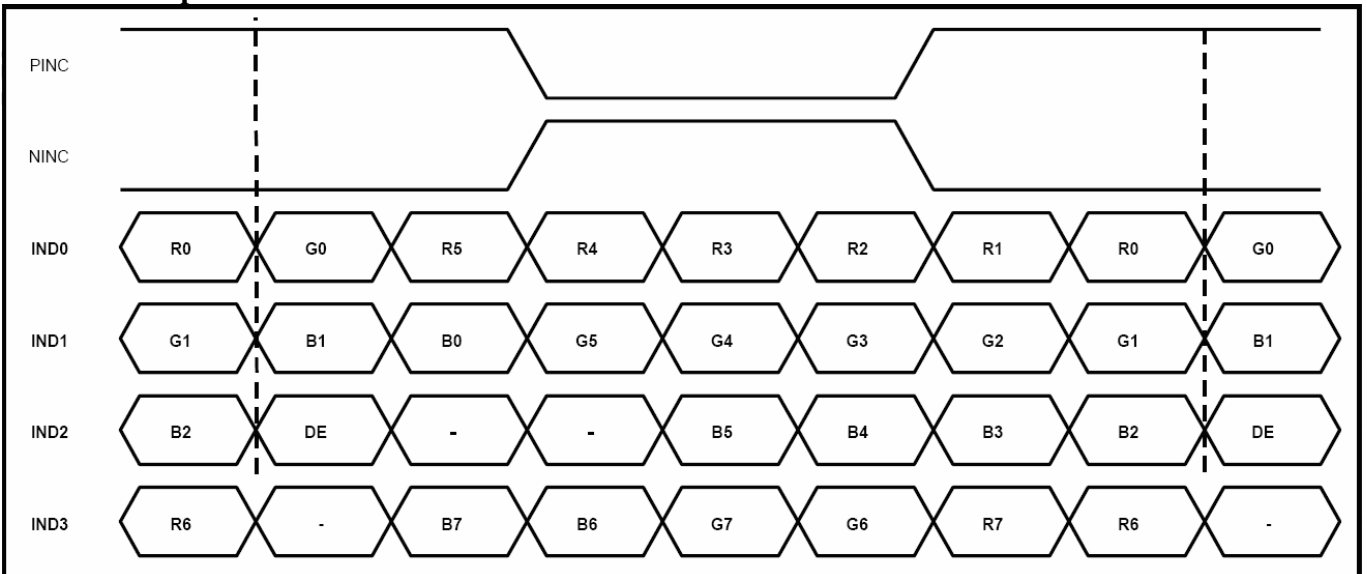 PINC
NINC
IND0 R0 G0 R5 R4 R3 R2 R1 R0 G0
IND1 G1 B1 B0 G5 G4 G3 G2 G1 B1
IND2 B2 DE - - B5 B4 B3 B2 DE
IND3 R6 - B7 B6 G7 G6 R7 R6 -